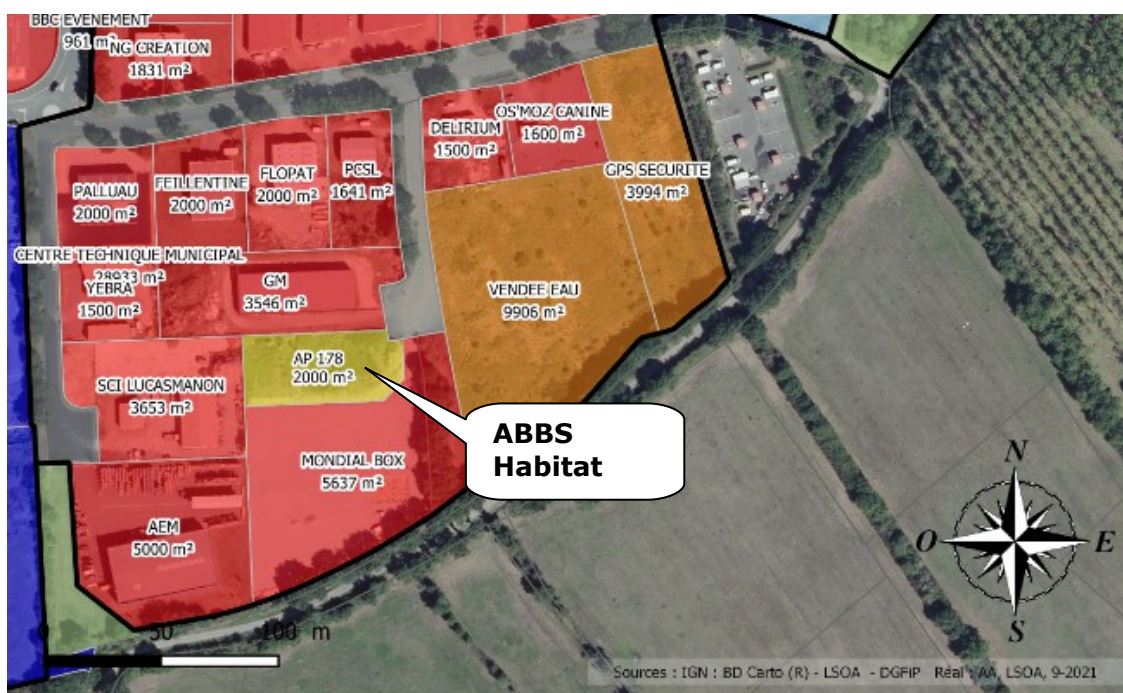 BBC EVENEMENT
961 m²
NG CREATION
1831 m²
DELIRIUM
1500 m²
OS'MOZ CANINE
1600 m²
GPS SECURITE
3994 m²
PALLUAU
2000 m²
FEILLENTINE
2000 m²
FLOPAT
2000 m²
PCSL
1641 m²
CENTRE TECHNIQUE MUNICIPAL
28933 m²
YEBRA
1500 m²
GM
3546 m²
VENDEE EAU
9906 m²
AP 178
2000 m²
SCI LUCASMANON
3653 m²
ABBS
Habitat
MONDIAL BOX
5637 m²
AEM
5000 m²
N
O
E
S
0 50 100 m
Sources : IGN : BD Carto (R) - LSOA - DGFiP Réal : AA, LSOA, 9-2021